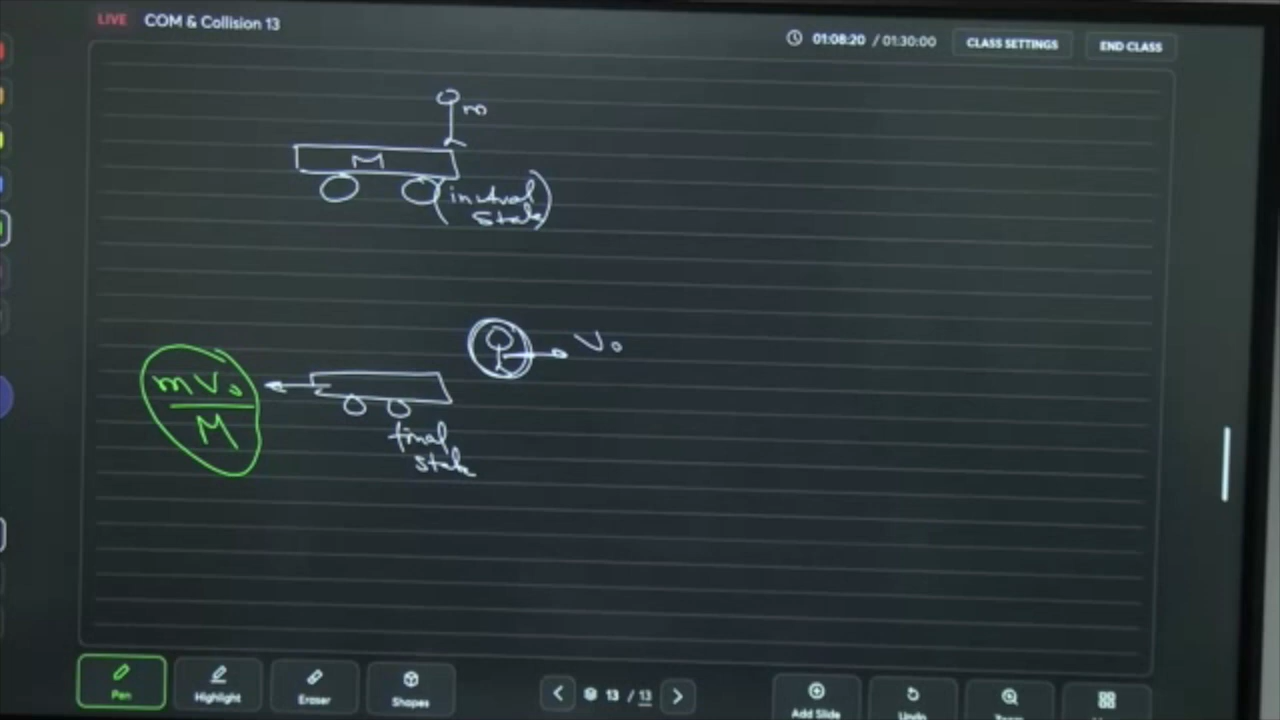 LIVE COM & Collision 13
01:08:20 / 01:30:00 CLASS SETTINGS END CLASS
m
M
(initial
state)
V₀
mV₀
M
final
state
Pen Highlight Eraser Shapes 13 / 13 Add Slide Undo Zoom